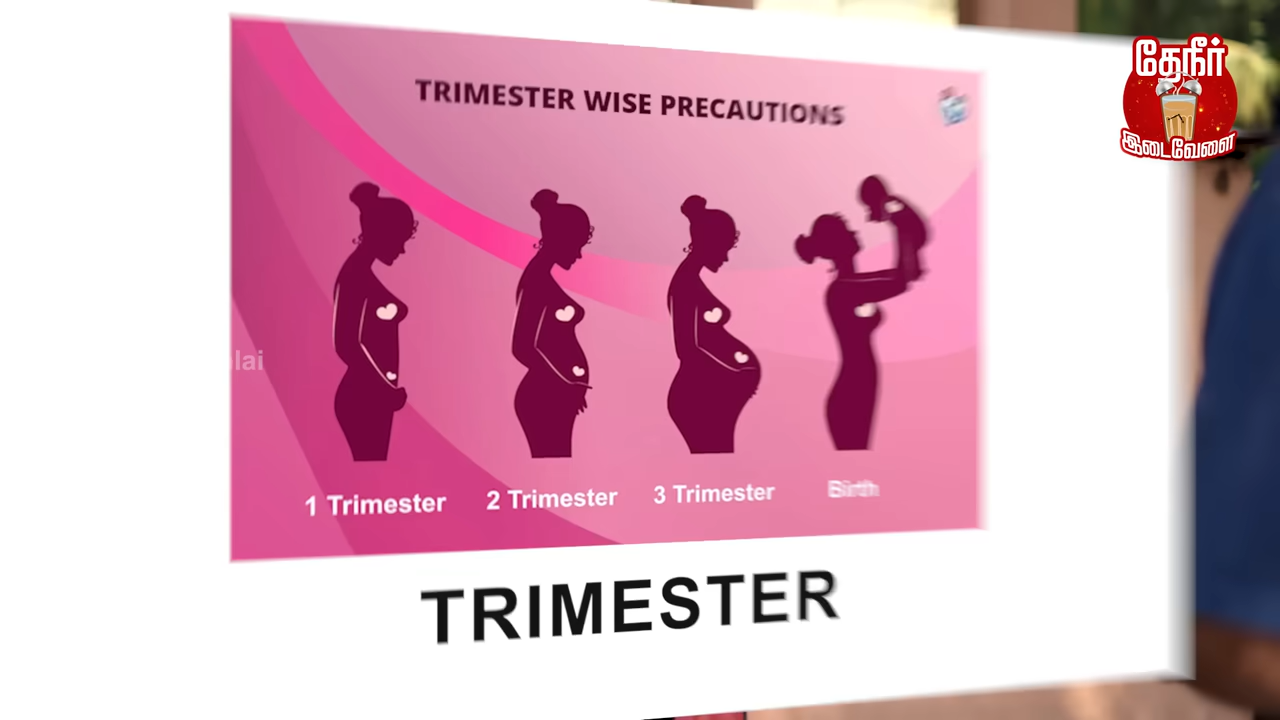 தேநீர்
இடைவேளை
TRIMESTER WISE PRECAUTIONS
1 Trimester
2 Trimester
3 Trimester
Birth
TRIMESTER